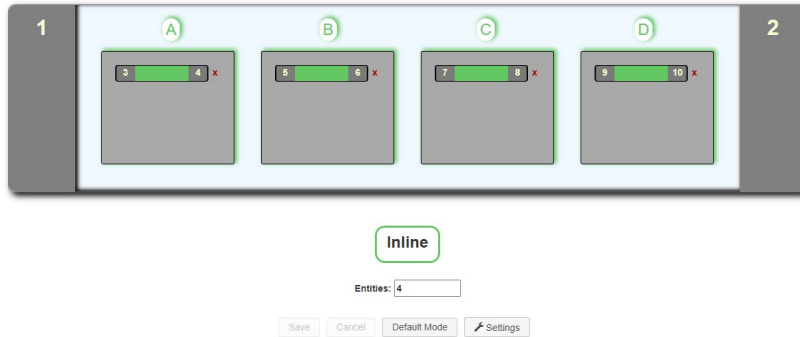 1 A B C D 2
3 4 x 5 6 x 7 8 x 9 10 x
Inline
Entities: 4
Save Cancel Default Mode Settings